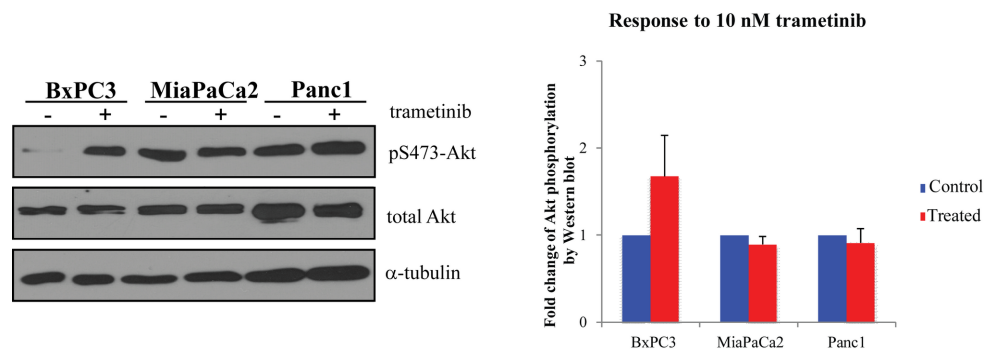 BxPC3 MiaPaCa2 Panc1
- + - + - + trametinib
pS473-Akt
total Akt
α-tubulin
Response to 10 nM trametinib
Fold change of Akt phosphorylation
by Western blot
3
2
1
0
BxPC3 MiaPaCa2 Panc1
Control
Treated